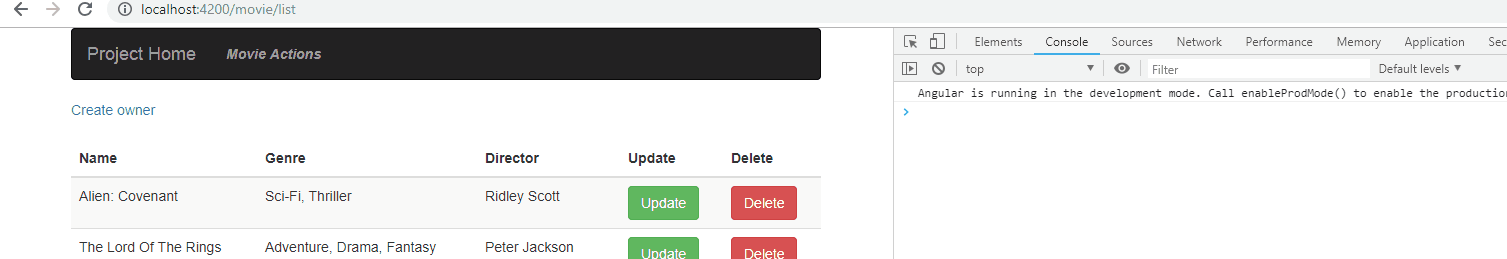 localhost:4200/movie/list
Project Home Movie Actions
Create owner
Name Genre Director Update Delete
Alien: Covenant Sci-Fi, Thriller Ridley Scott Update Delete
The Lord Of The Rings Adventure, Drama, Fantasy Peter Jackson Update Delete
Elements Console Sources Network Performance Memory Application Sec
top Filter Default levels
Angular is running in the development mode. Call enableProdMode() to enable the production